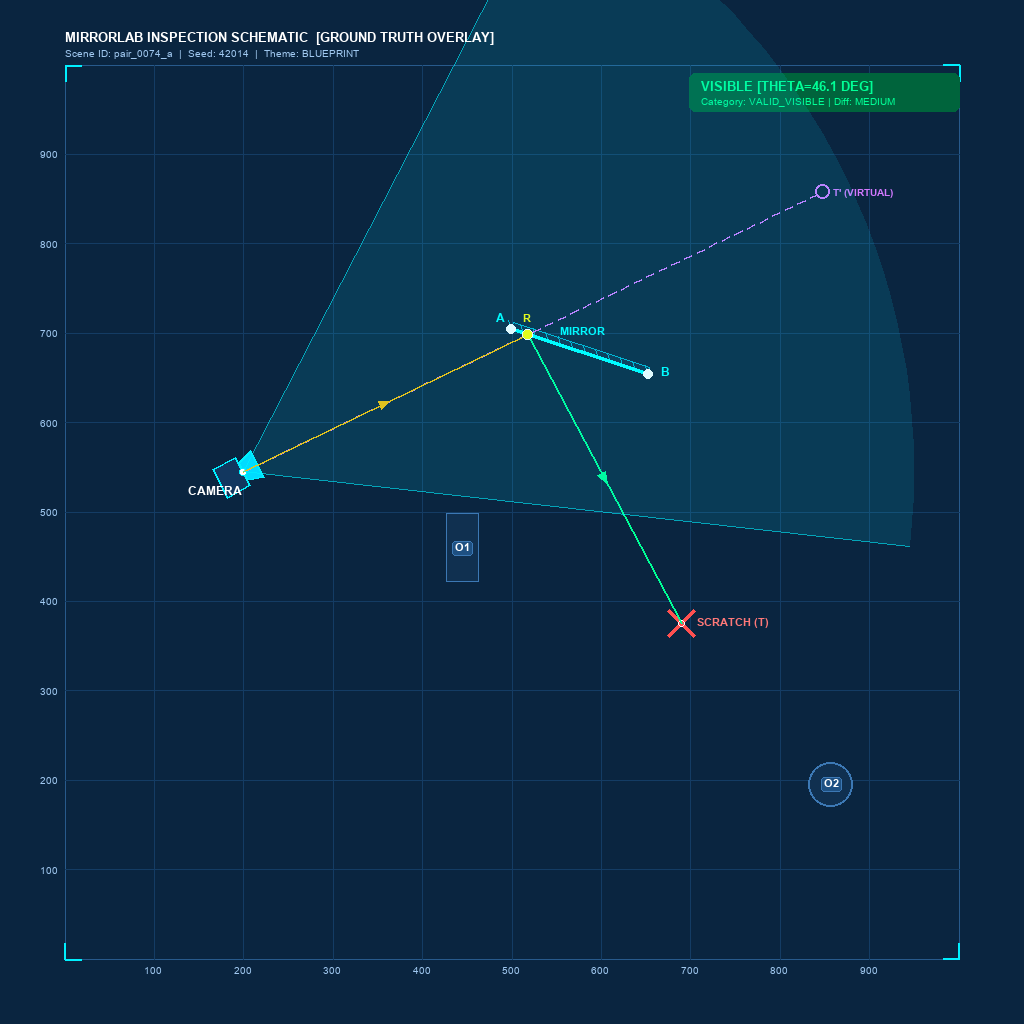 MIRRORLAB INSPECTION SCHEMATIC  [GROUND TRUTH OVERLAY]
Scene ID: pair_0074_a  |  Seed: 42014  |  Theme: BLUEPRINT
VISIBLE [THETA=46.1 DEG]
Category: VALID_VISIBLE | Diff: MEDIUM
900
T' (VIRTUAL)
800
A
R
MIRROR
700
B
600
CAMERA
500
O1
400
SCRATCH (T)
300
200
O2
100
100
200
300
400
500
600
700
800
900